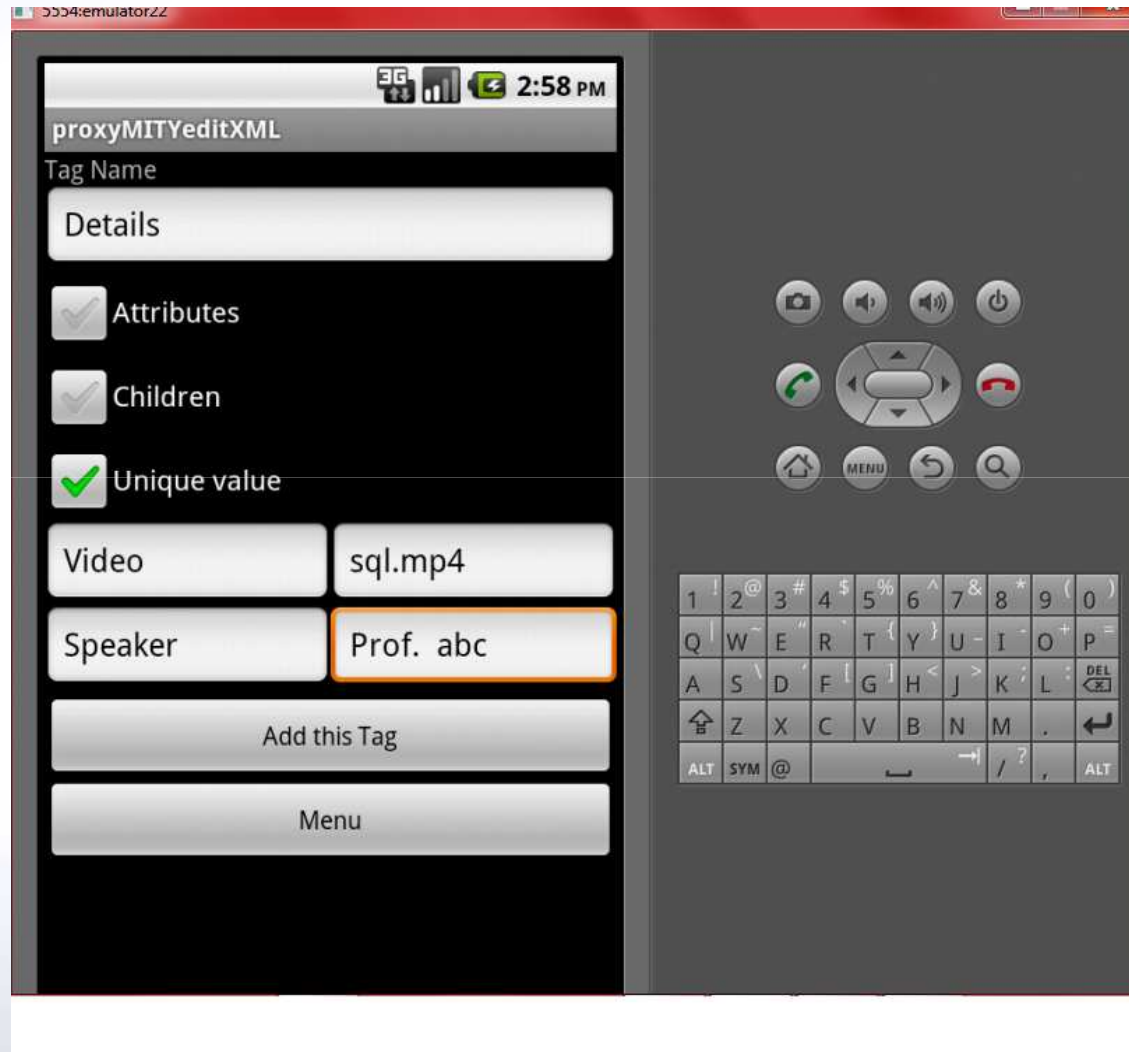 5554:emulator22
3G 2:58 PM
proxyMITYeditXML
Tag Name
Details
Attributes
Children
Unique value
Video sql.mp4
Speaker Prof. abc
Add this Tag
Menu
MENU
1 ! 2 @ 3 # 4 $ 5 % 6 ^ 7 & 8 * 9 ( 0 )
Q | W ~ E " R ` T { Y } U - I - O + P =
A S \ D ' F [ G ] H < J > K ; L : DEL
Z X C V B N M .
ALT SYM @ / ? , ALT